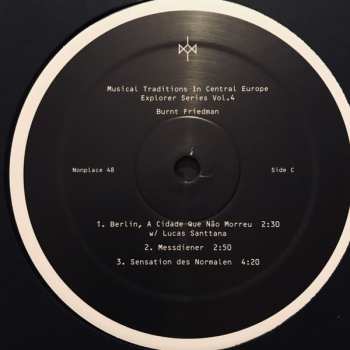 Musical Traditions In Central Europe
Explorer Series Vol.4
Burnt Friedman
Nonplace 48
Side C
1. Berlin, A Cidade Que Não Morreu 2:30
w/ Lucas Santtana
2. Messdiener 2:50
3. Sensation des Normalen 4:20